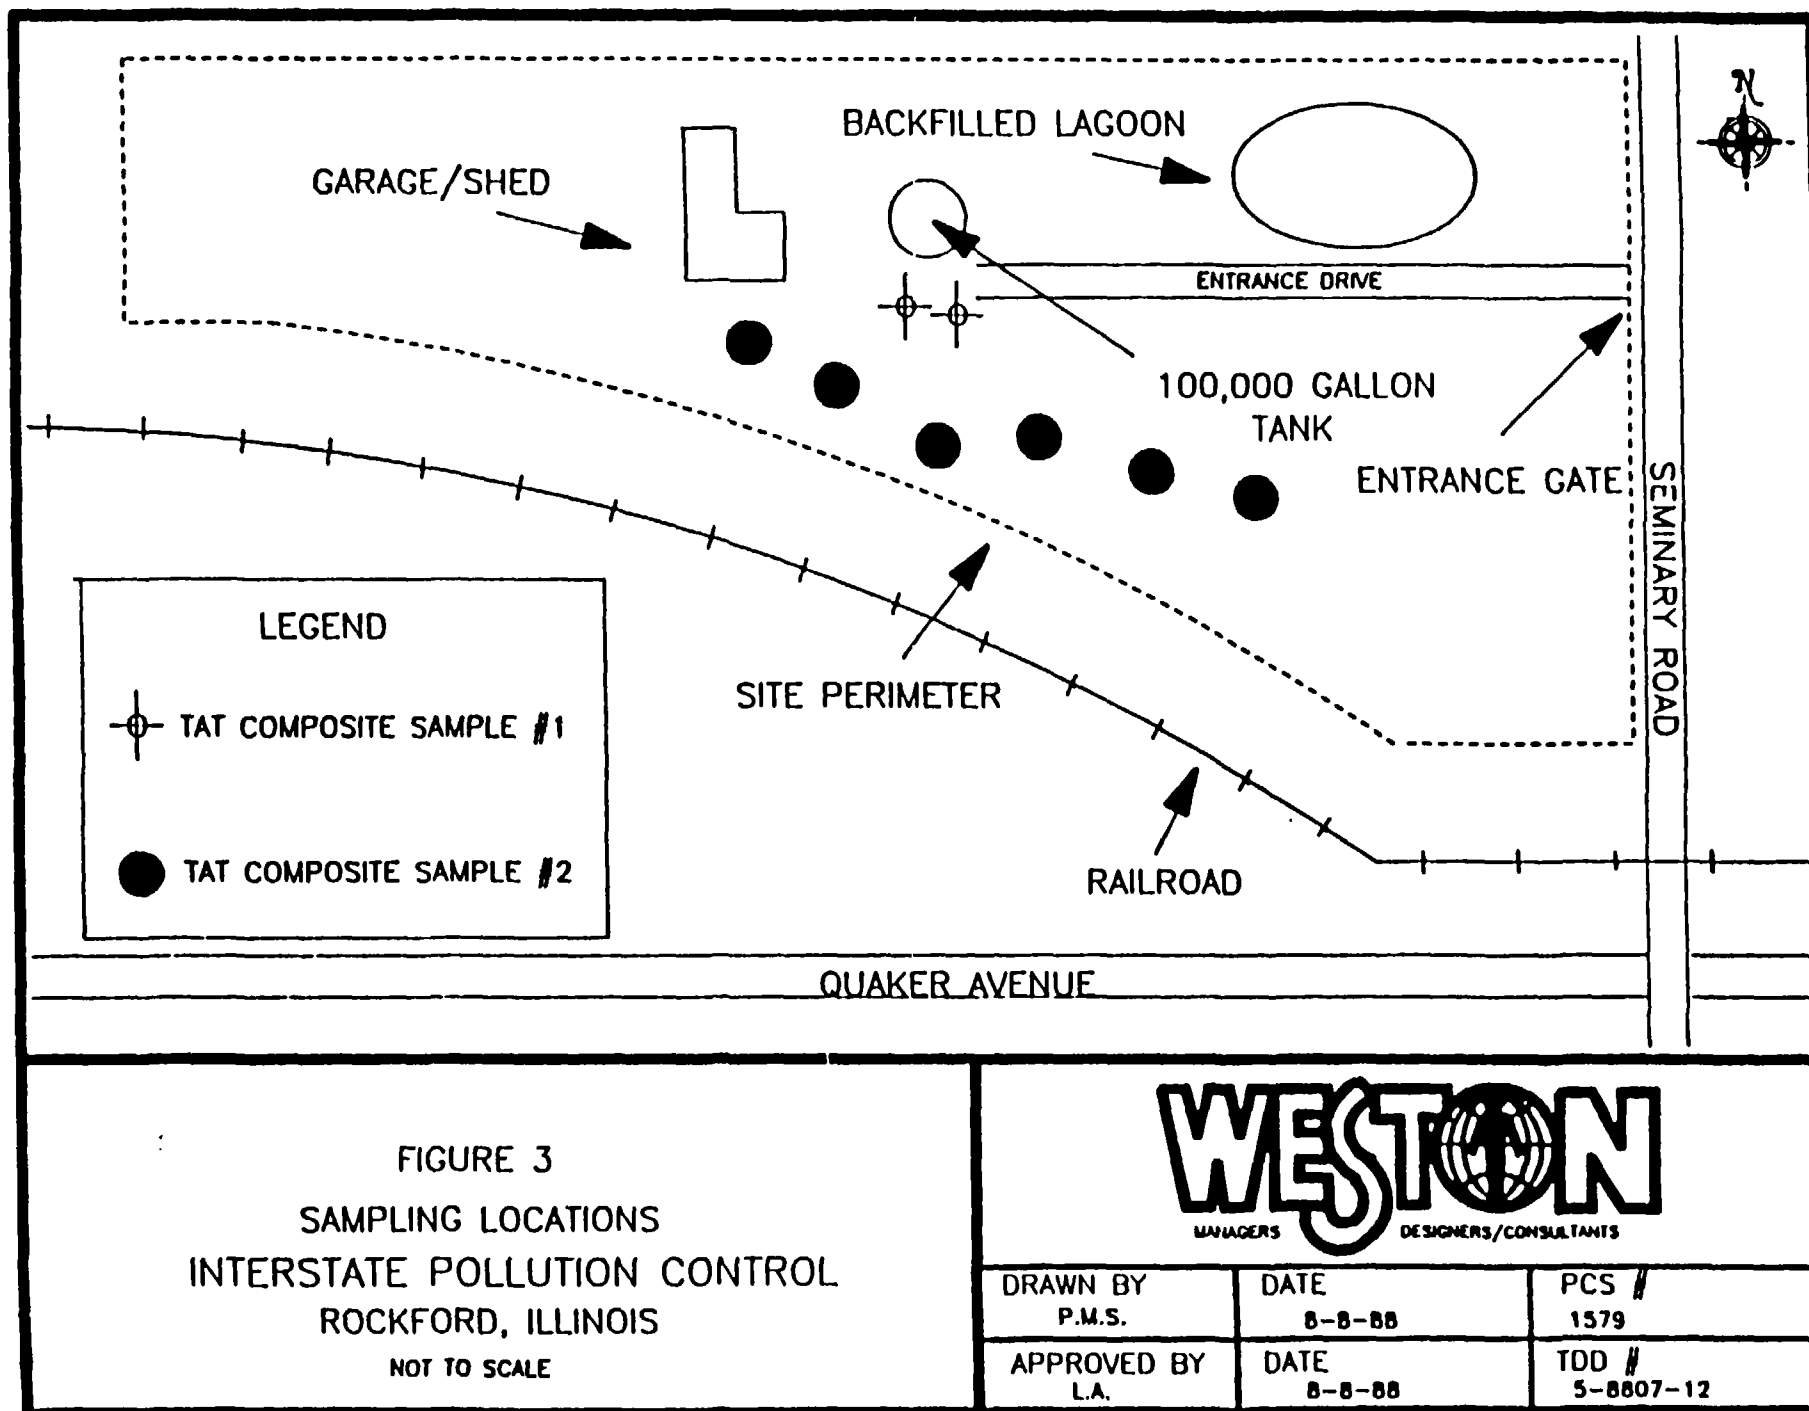 N
BACKFILLED LAGOON
GARAGE/SHED
ENTRANCE DRIVE
100,000 GALLON
TANK
ENTRANCE GATE
SEMINARY ROAD
LEGEND
TAT COMPOSITE SAMPLE #1
TAT COMPOSITE SAMPLE #2
SITE PERIMETER
RAILROAD
QUAKER AVENUE
FIGURE 3
SAMPLING LOCATIONS
INTERSTATE POLLUTION CONTROL
ROCKFORD, ILLINOIS
NOT TO SCALE
WESTON
MANAGERS DESIGNERS/CONSULTANTS
DRAWN BY
P.M.S.
DATE
8-8-88
PCS #
1579
APPROVED BY
L.A.
DATE
8-8-88
TDD #
5-8807-12